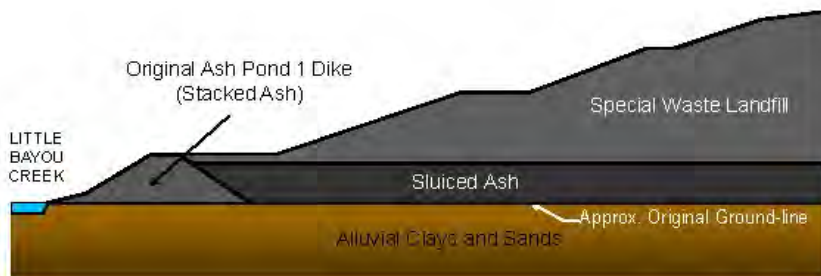 Original Ash Pond 1 Dike
(Stacked Ash)
Special Waste Landfill
LITTLE
BAYOU
CREEK
Sluiced Ash
Approx. Original Ground-line
Alluvial Clays and Sands